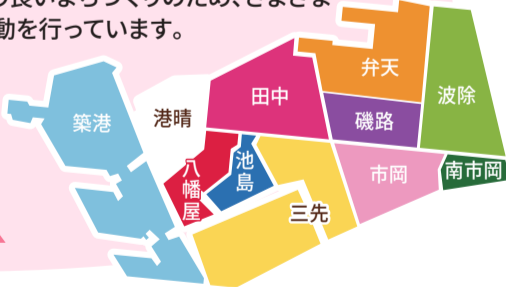 動を行っています。
弁天
波除
田中
磯路
築港
港晴
池島
八幡屋
市岡
南市岡
三先